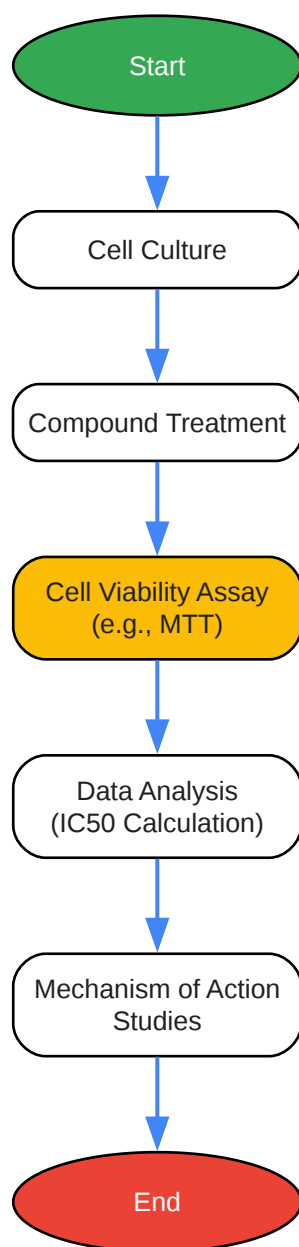 Start
Cell Culture
Compound Treatment
Cell Viability Assay
(e.g., MTT)
Data Analysis
(IC50 Calculation)
Mechanism of Action
Studies
End